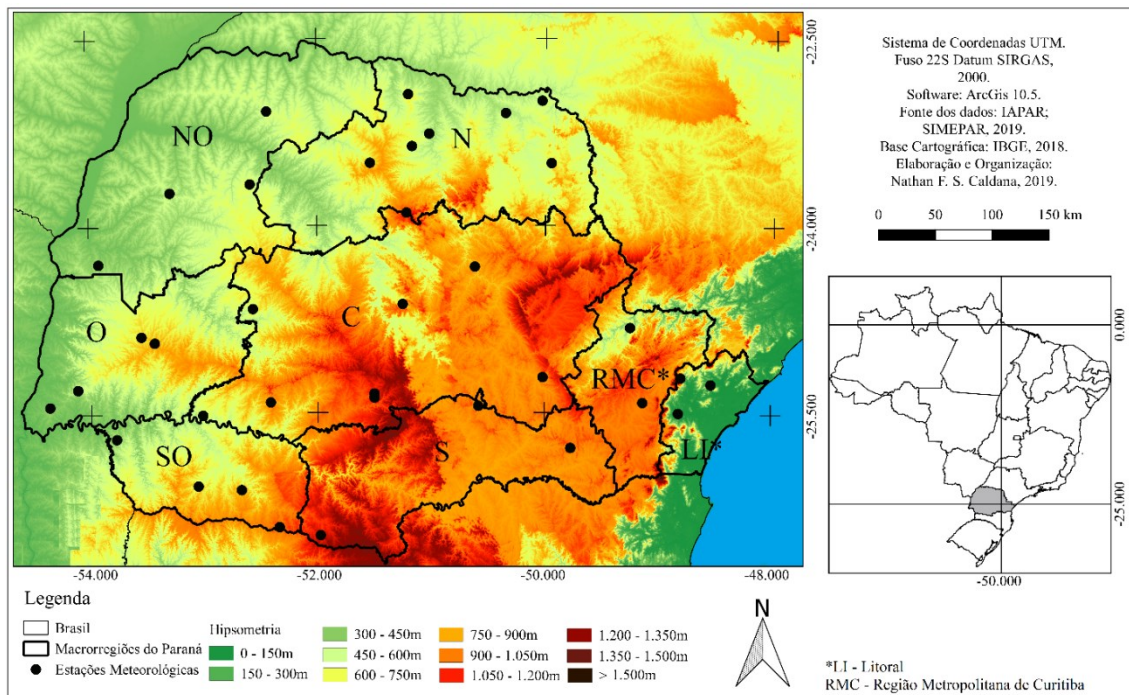 -22.500
-24.000
-25.500
-54.000
-52.000
-50.000
-48.000
NO
N
O
C
RMC*
SO
S
LI*
Sistema de Coordenadas UTM.
Fuso 22S Datum SIRGAS,
2000.
Software: ArcGis 10.5.
Fonte dos dados: IAPAR;
SIMEPAR, 2019.
Base Cartográfica: IBGE, 2018.
Elaboração e Organização:
Nathan F. S. Caldana, 2019.
0 50 100 150 km
0.000
-25.000
-50.000
Legenda
Brasil
Macrorregiões do Paraná
Estações Meteorológicas
Hipsometria
0 - 150m
150 - 300m
300 - 450m
450 - 600m
600 - 750m
750 - 900m
900 - 1.050m
1.050 - 1.200m
1.200 - 1.350m
1.350 - 1.500m
> 1.500m
N
*LI - Litoral
RMC - Região Metropolitana de Curitiba